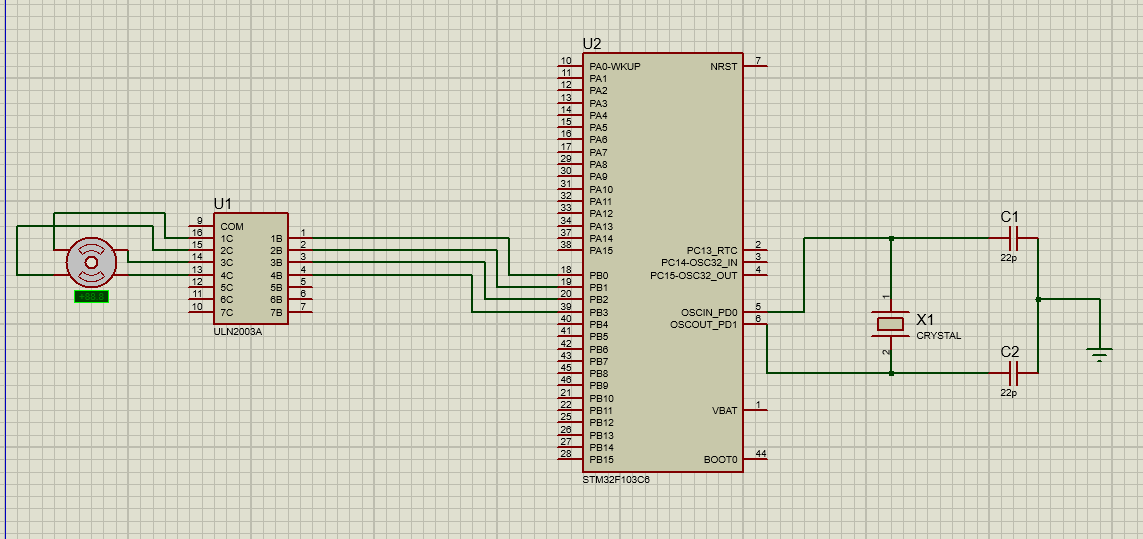 U2
10 PA0-WKUP NRST 7
11 PA1
12 PA2
13 PA3
14 PA4
15 PA5
16 PA6
17 PA7
29 PA8
30 PA9
31 PA10
32 PA11
33 PA12
34 PA13
37 PA14
38 PA15
PC13_RTC 2
PC14-OSC32_IN 3
PC15-OSC32_OUT 4
18 PB0
19 PB1
20 PB2
39 PB3
40 PB4
41 PB5
42 PB6
43 PB7
45 PB8
46 PB9
21 PB10
22 PB11
25 PB12
26 PB13
27 PB14
28 PB15
OSCIN_PD0 5
OSCOUT_PD1 6
VBAT 1
BOOT0 44
STM32F103C6
U1
9 COM
16 1C 1B 1
15 2C 2B 2
14 3C 3B 3
13 4C 4B 4
12 5C 5B 5
11 6C 6B 6
10 7C 7B 7
ULN2003A
C1
22p
1
X1
CRYSTAL
2
C2
22p